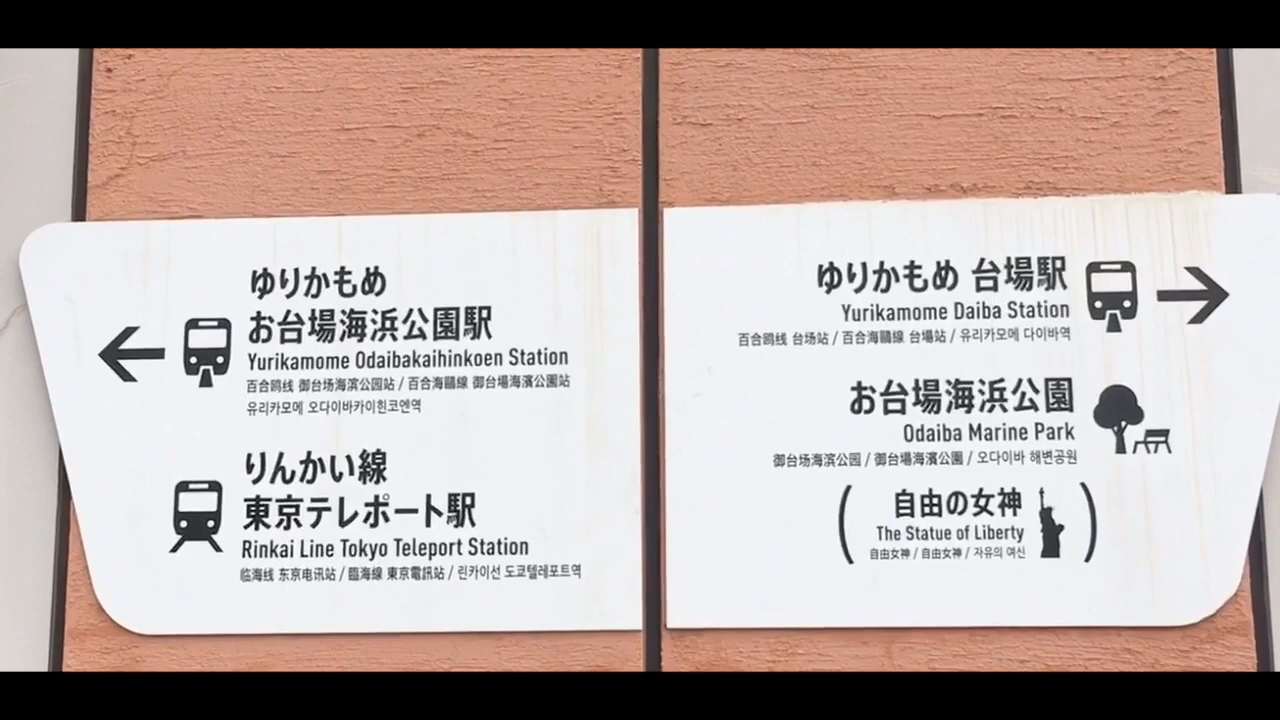 ゆりかもめ
お台場海浜公園駅
Yurikamome Odaibakaihinkoen Station
百合鸥线 御台场海滨公园站 / 百合海鷗線 御台場海濱公園站
유리카모메 오다이바카이힌코엔역
りんかい線
東京テレポート駅
Rinkai Line Tokyo Teleport Station
临海线 东京电讯站 / 臨海線 東京電訊站 / 린카이선 도쿄텔레포트역
ゆりかもめ 台場駅
Yurikamome Daiba Station
百合鸥线 台场站 / 百合海鷗線 台場站 / 유리카모메 다이바역
お台場海浜公園
Odaiba Marine Park
御台场海滨公园 / 御台場海濱公園 / 오다이바 해변공원
( 自由の女神 )
The Statue of Liberty
自由女神 / 自由女神 / 자유의 여신